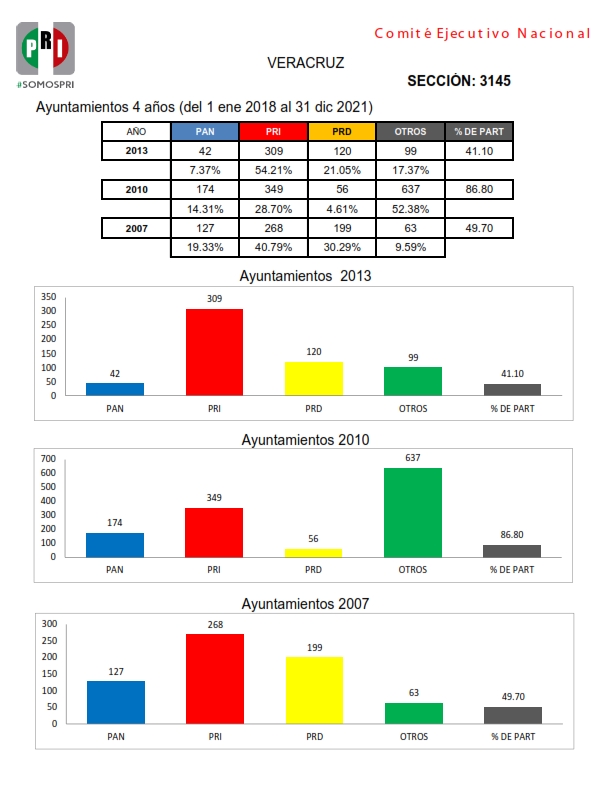 Comité Ejecutivo Nacional
PRI
#SOMOSPRI
VERACRUZ
SECCIÓN: 3145
Ayuntamientos 4 años (del 1 ene 2018 al 31 dic 2021)
AÑO PAN PRI PRD OTROS % DE PART
2013 42 309 120 99 41.10
7.37% 54.21% 21.05% 17.37%
2010 174 349 56 637 86.80
14.31% 28.70% 4.61% 52.38%
2007 127 268 199 63 49.70
19.33% 40.79% 30.29% 9.59%
Ayuntamientos 2013
350
300
250
200
150
100
50
0
42 309 120 99 41.10
PAN PRI PRD OTROS % DE PART
Ayuntamientos 2010
700
600
500
400
300
200
100
0
174 349 56 637 86.80
PAN PRI PRD OTROS % DE PART
Ayuntamientos 2007
300
250
200
150
100
50
0
127 268 199 63 49.70
PAN PRI PRD OTROS % DE PART